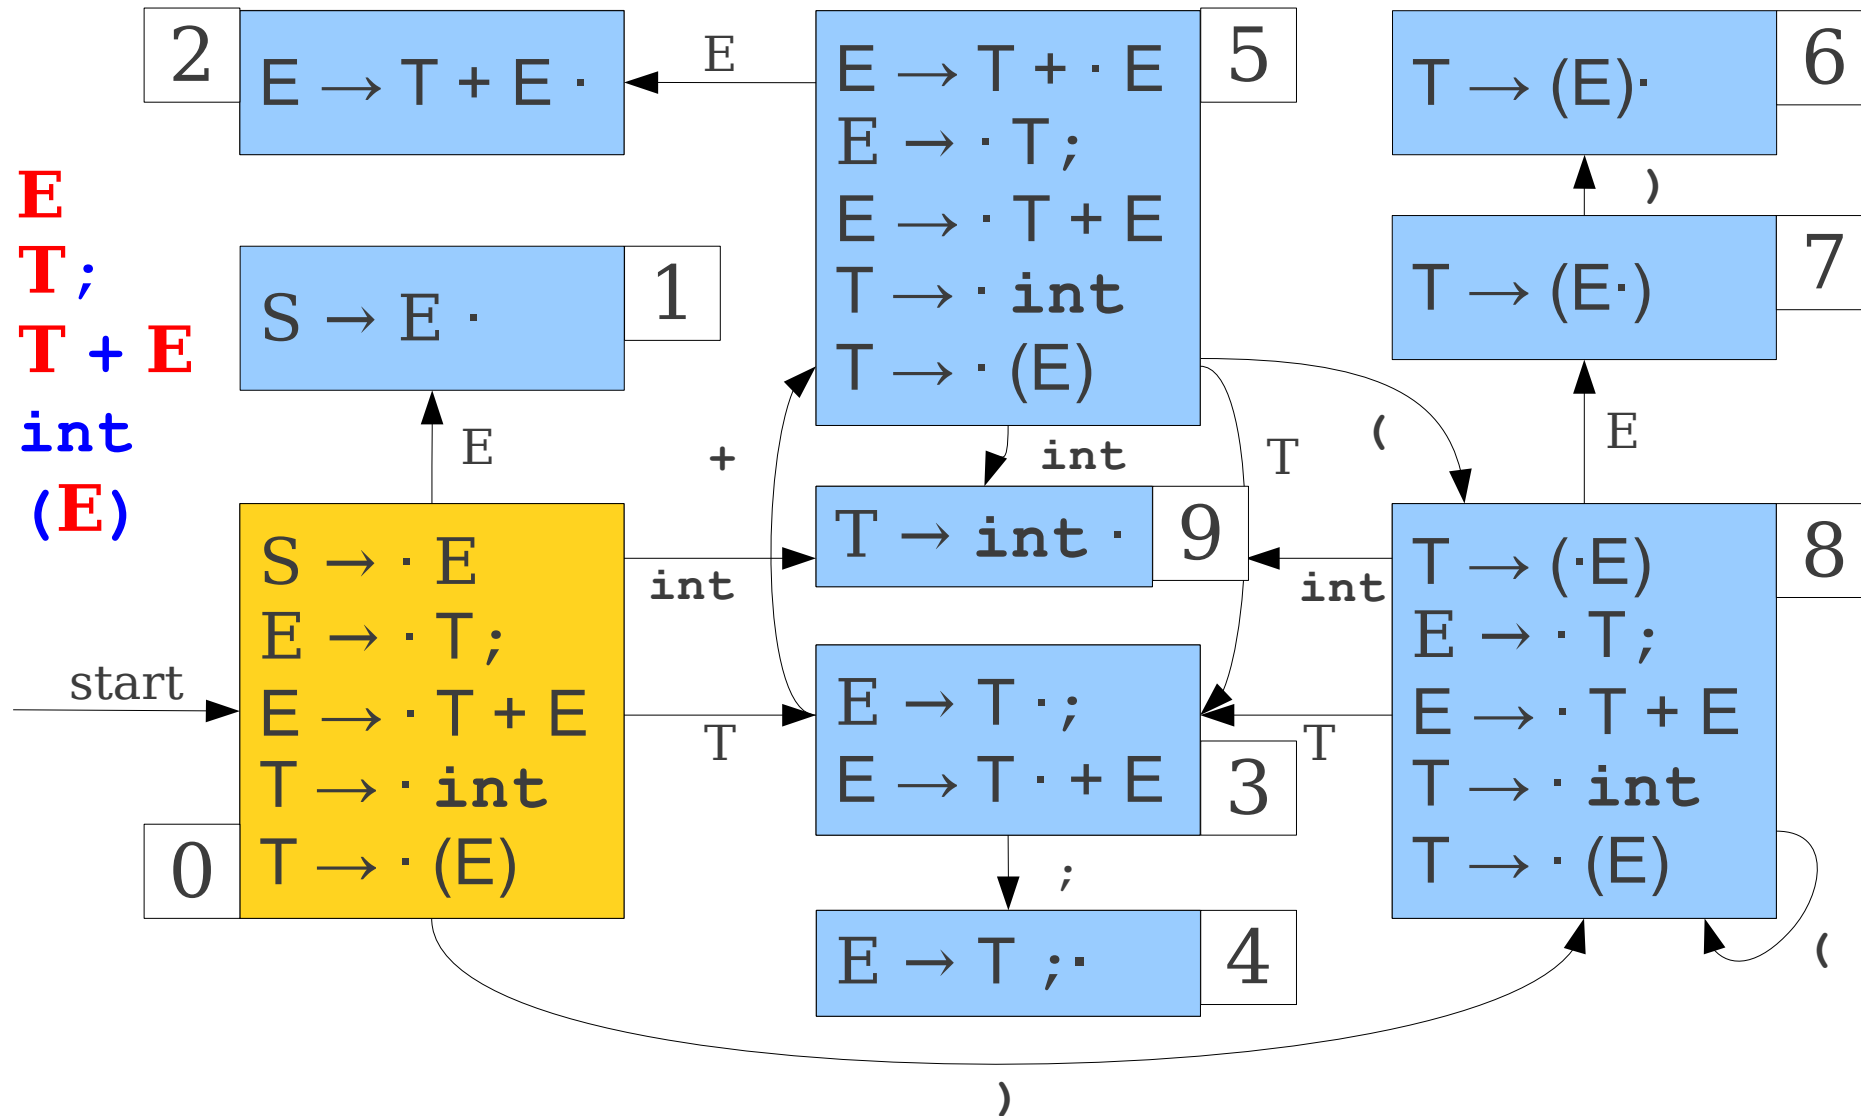 E
T ;
T + E
int
(E)
start
2
E → T + E ·
E
5
E → T + · E
E → · T ;
E → · T + E
T → · int
T → · (E)
6
T → (E)·
)
7
T → (E·)
1
S → E ·
E
+
int
T
(
E
0
S → · E
E → · T ;
E → · T + E
T → · int
T → · (E)
int
T
9
T → int ·
int
T
3
E → T · ;
E → T · + E
;
4
E → T ; ·
8
T → (·E)
E → · T ;
E → · T + E
T → · int
T → · (E)
(
)